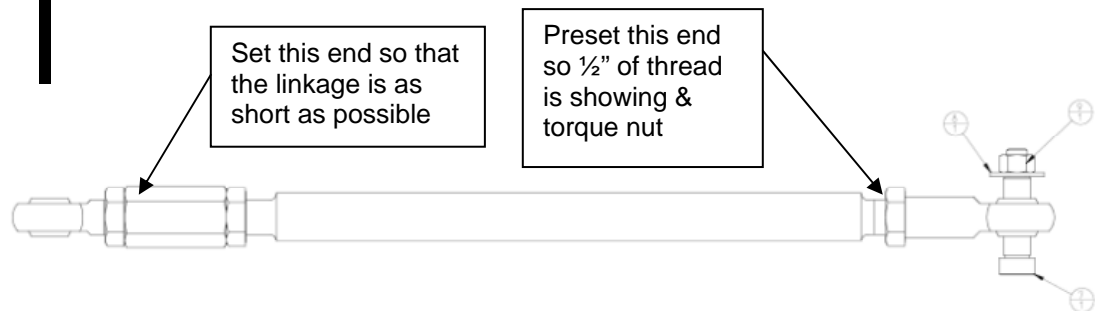 Set this end so that
the linkage is as
short as possible
Preset this end
so ½” of thread
is showing &
torque nut